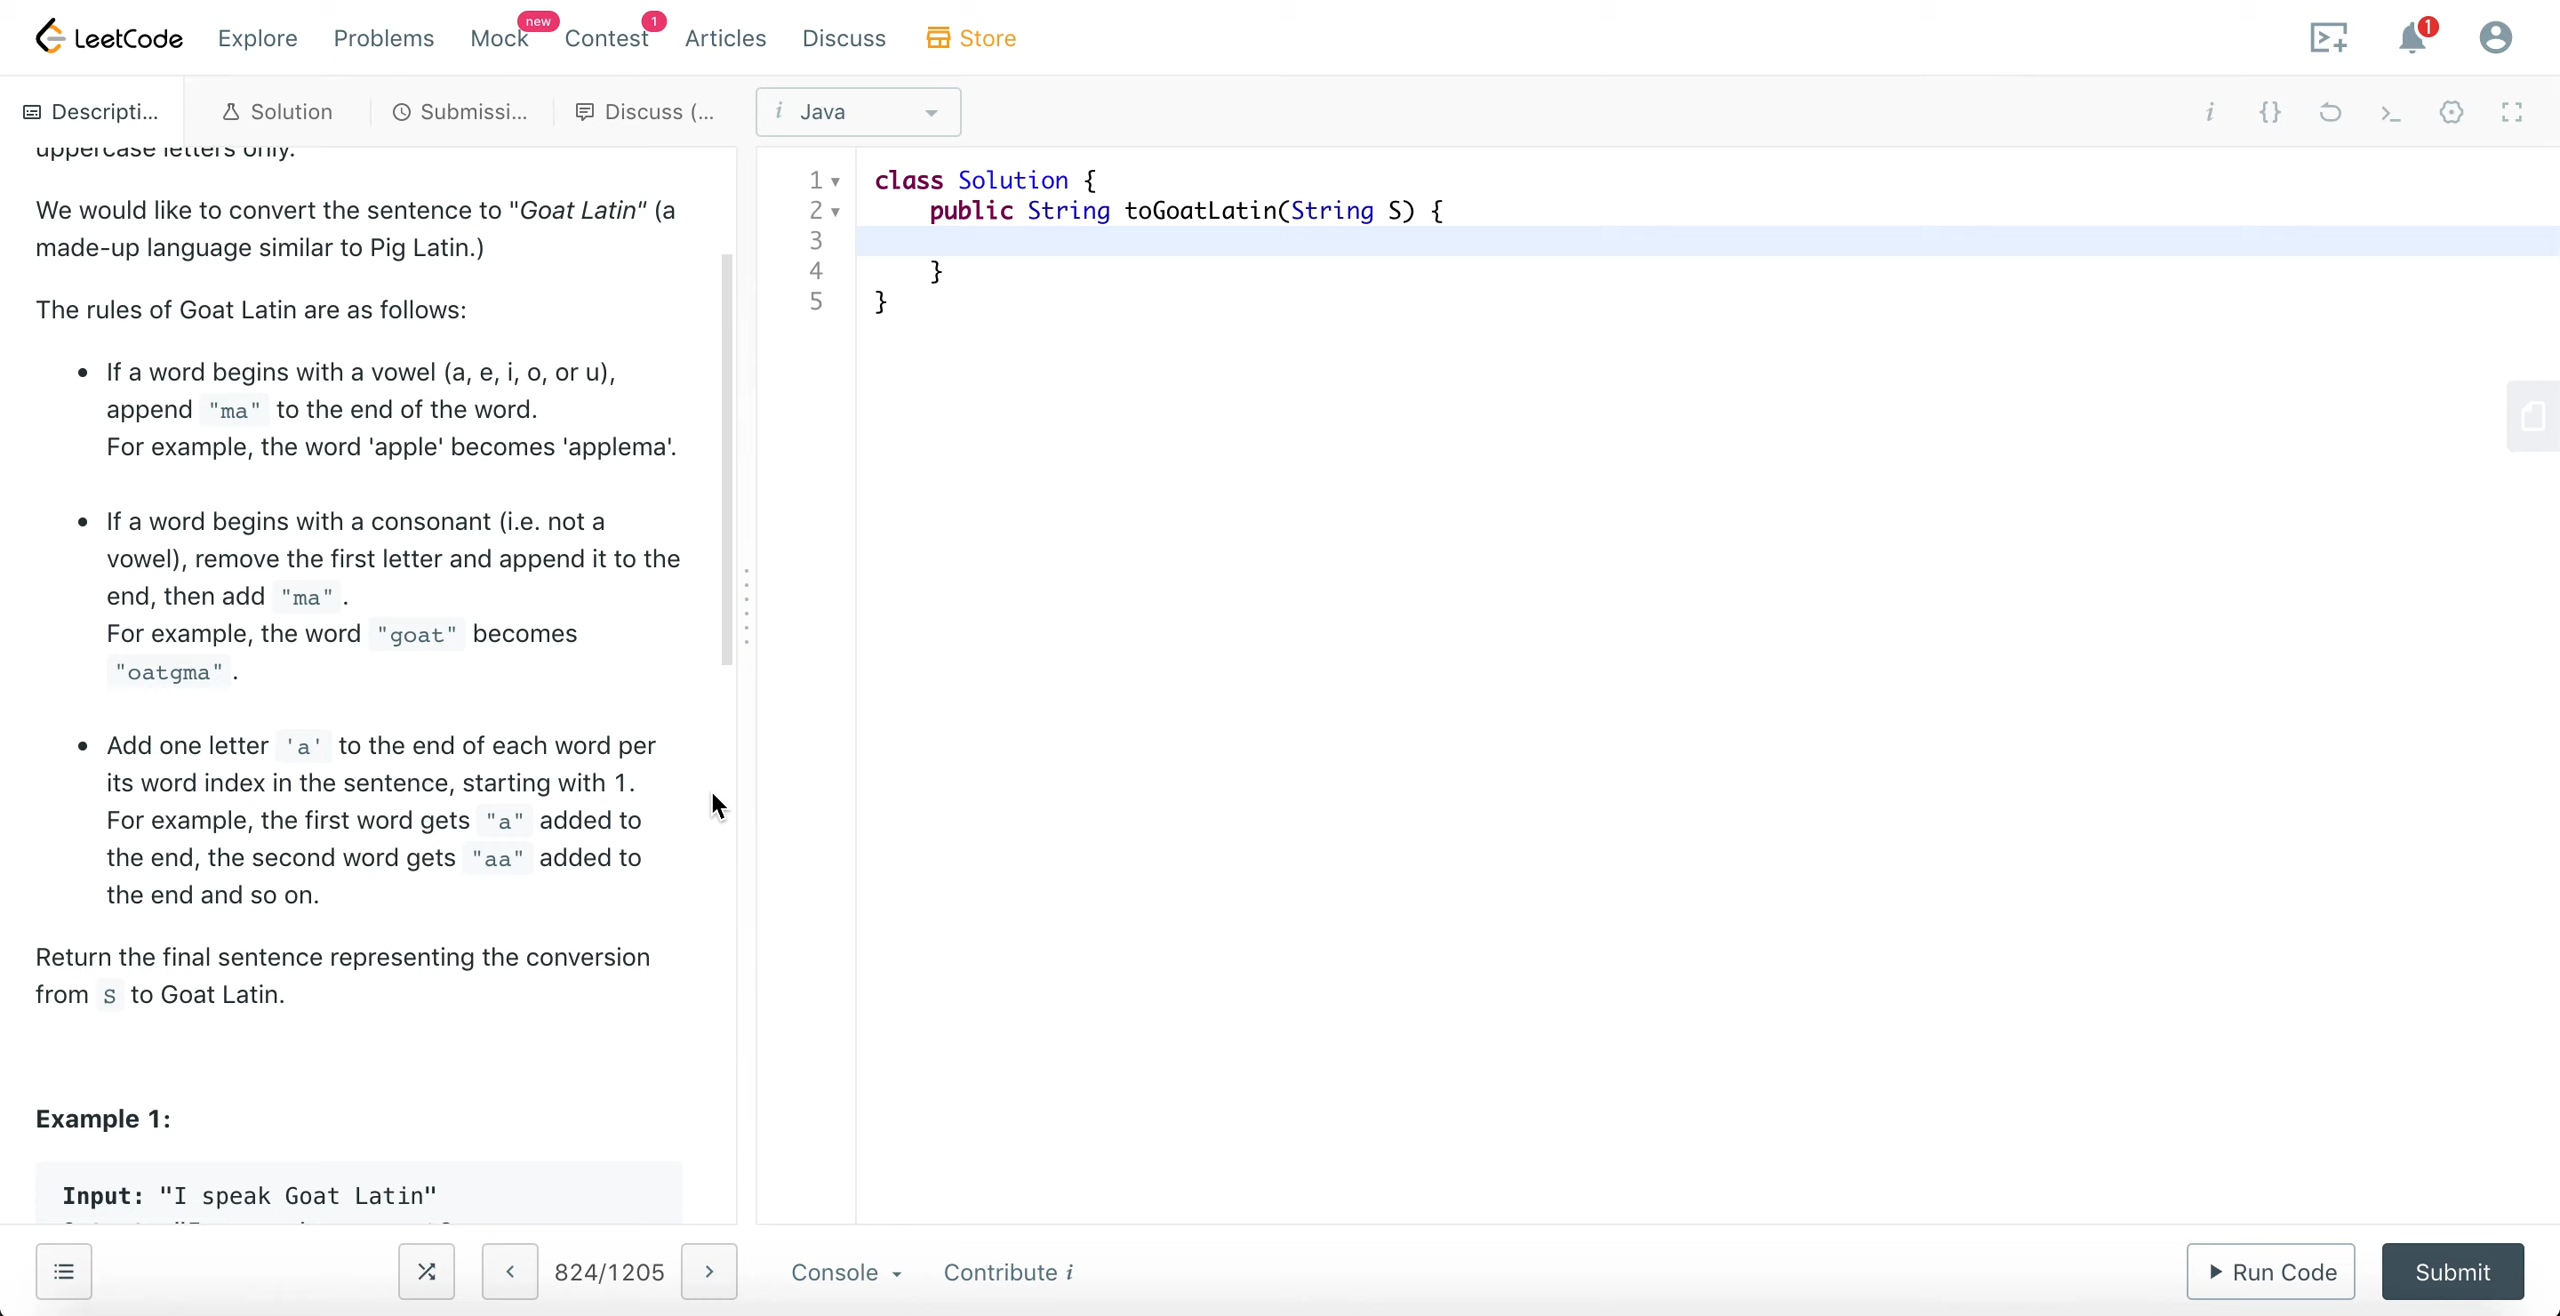 LeetCode Explore Problems Mock new Contest 1 Articles Discuss Store 1
Descripti... Solution Submissi... Discuss (... i Java i {} >_
uppercase letters only.
We would like to convert the sentence to "Goat Latin" (a
made-up language similar to Pig Latin.)
The rules of Goat Latin are as follows:
If a word begins with a vowel (a, e, i, o, or u),
append "ma" to the end of the word.
For example, the word 'apple' becomes 'applema'.
If a word begins with a consonant (i.e. not a
vowel), remove the first letter and append it to the
end, then add "ma".
For example, the word "goat" becomes
"oatgma".
Add one letter 'a' to the end of each word per
its word index in the sentence, starting with 1.
For example, the first word gets "a" added to
the end, the second word gets "aa" added to
the end and so on.
Return the final sentence representing the conversion
from S to Goat Latin.
Example 1:
Input: "I speak Goat Latin"
1 class Solution {
2 public String toGoatLatin(String S) {
3
4 }
5 }
824/1205 Console Contribute i Run Code Submit